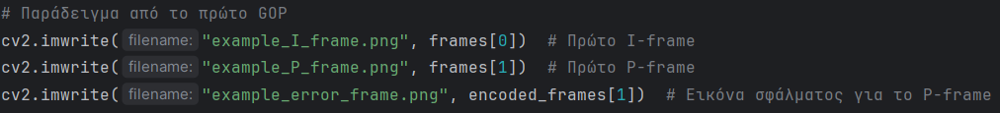 # Παράδειγμα από το πρώτο GOP
cv2.imwrite( filename: "example_I_frame.png", frames[0])  # Πρώτο I-frame
cv2.imwrite( filename: "example_P_frame.png", frames[1])  # Πρώτο P-frame
cv2.imwrite( filename: "example_error_frame.png", encoded_frames[1])  # Εικόνα σφάλματος για το P-frame